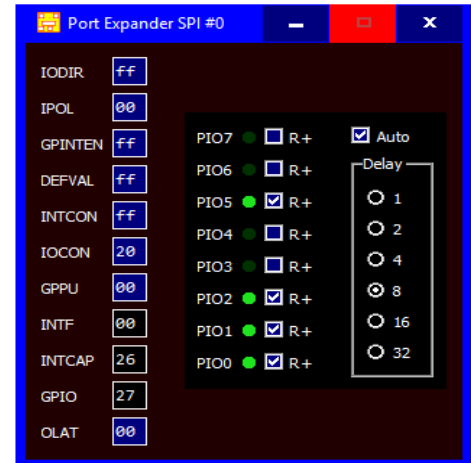 Port Expander SPI #0
IODIR ff
IPOL 00
GPINTEN ff
DEFVAL ff
INTCON ff
IOCON 20
GPPU 00
INTF 00
INTCAP 26
GPIO 27
OLAT 00
PIO7 R+
PIO6 R+
PIO5 R+
PIO4 R+
PIO3 R+
PIO2 R+
PIO1 R+
PIO0 R+
Auto
Delay
1
2
4
8
16
32